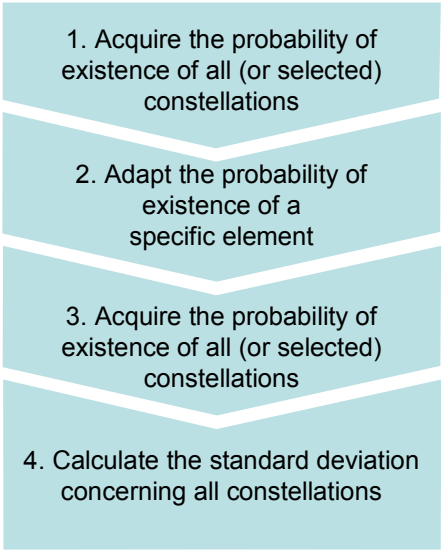 1. Acquire the probability of
existence of all (or selected)
constellations
2. Adapt the probability of
existence of a
specific element
3. Acquire the probability of
existence of all (or selected)
constellations
4. Calculate the standard deviation
concerning all constellations